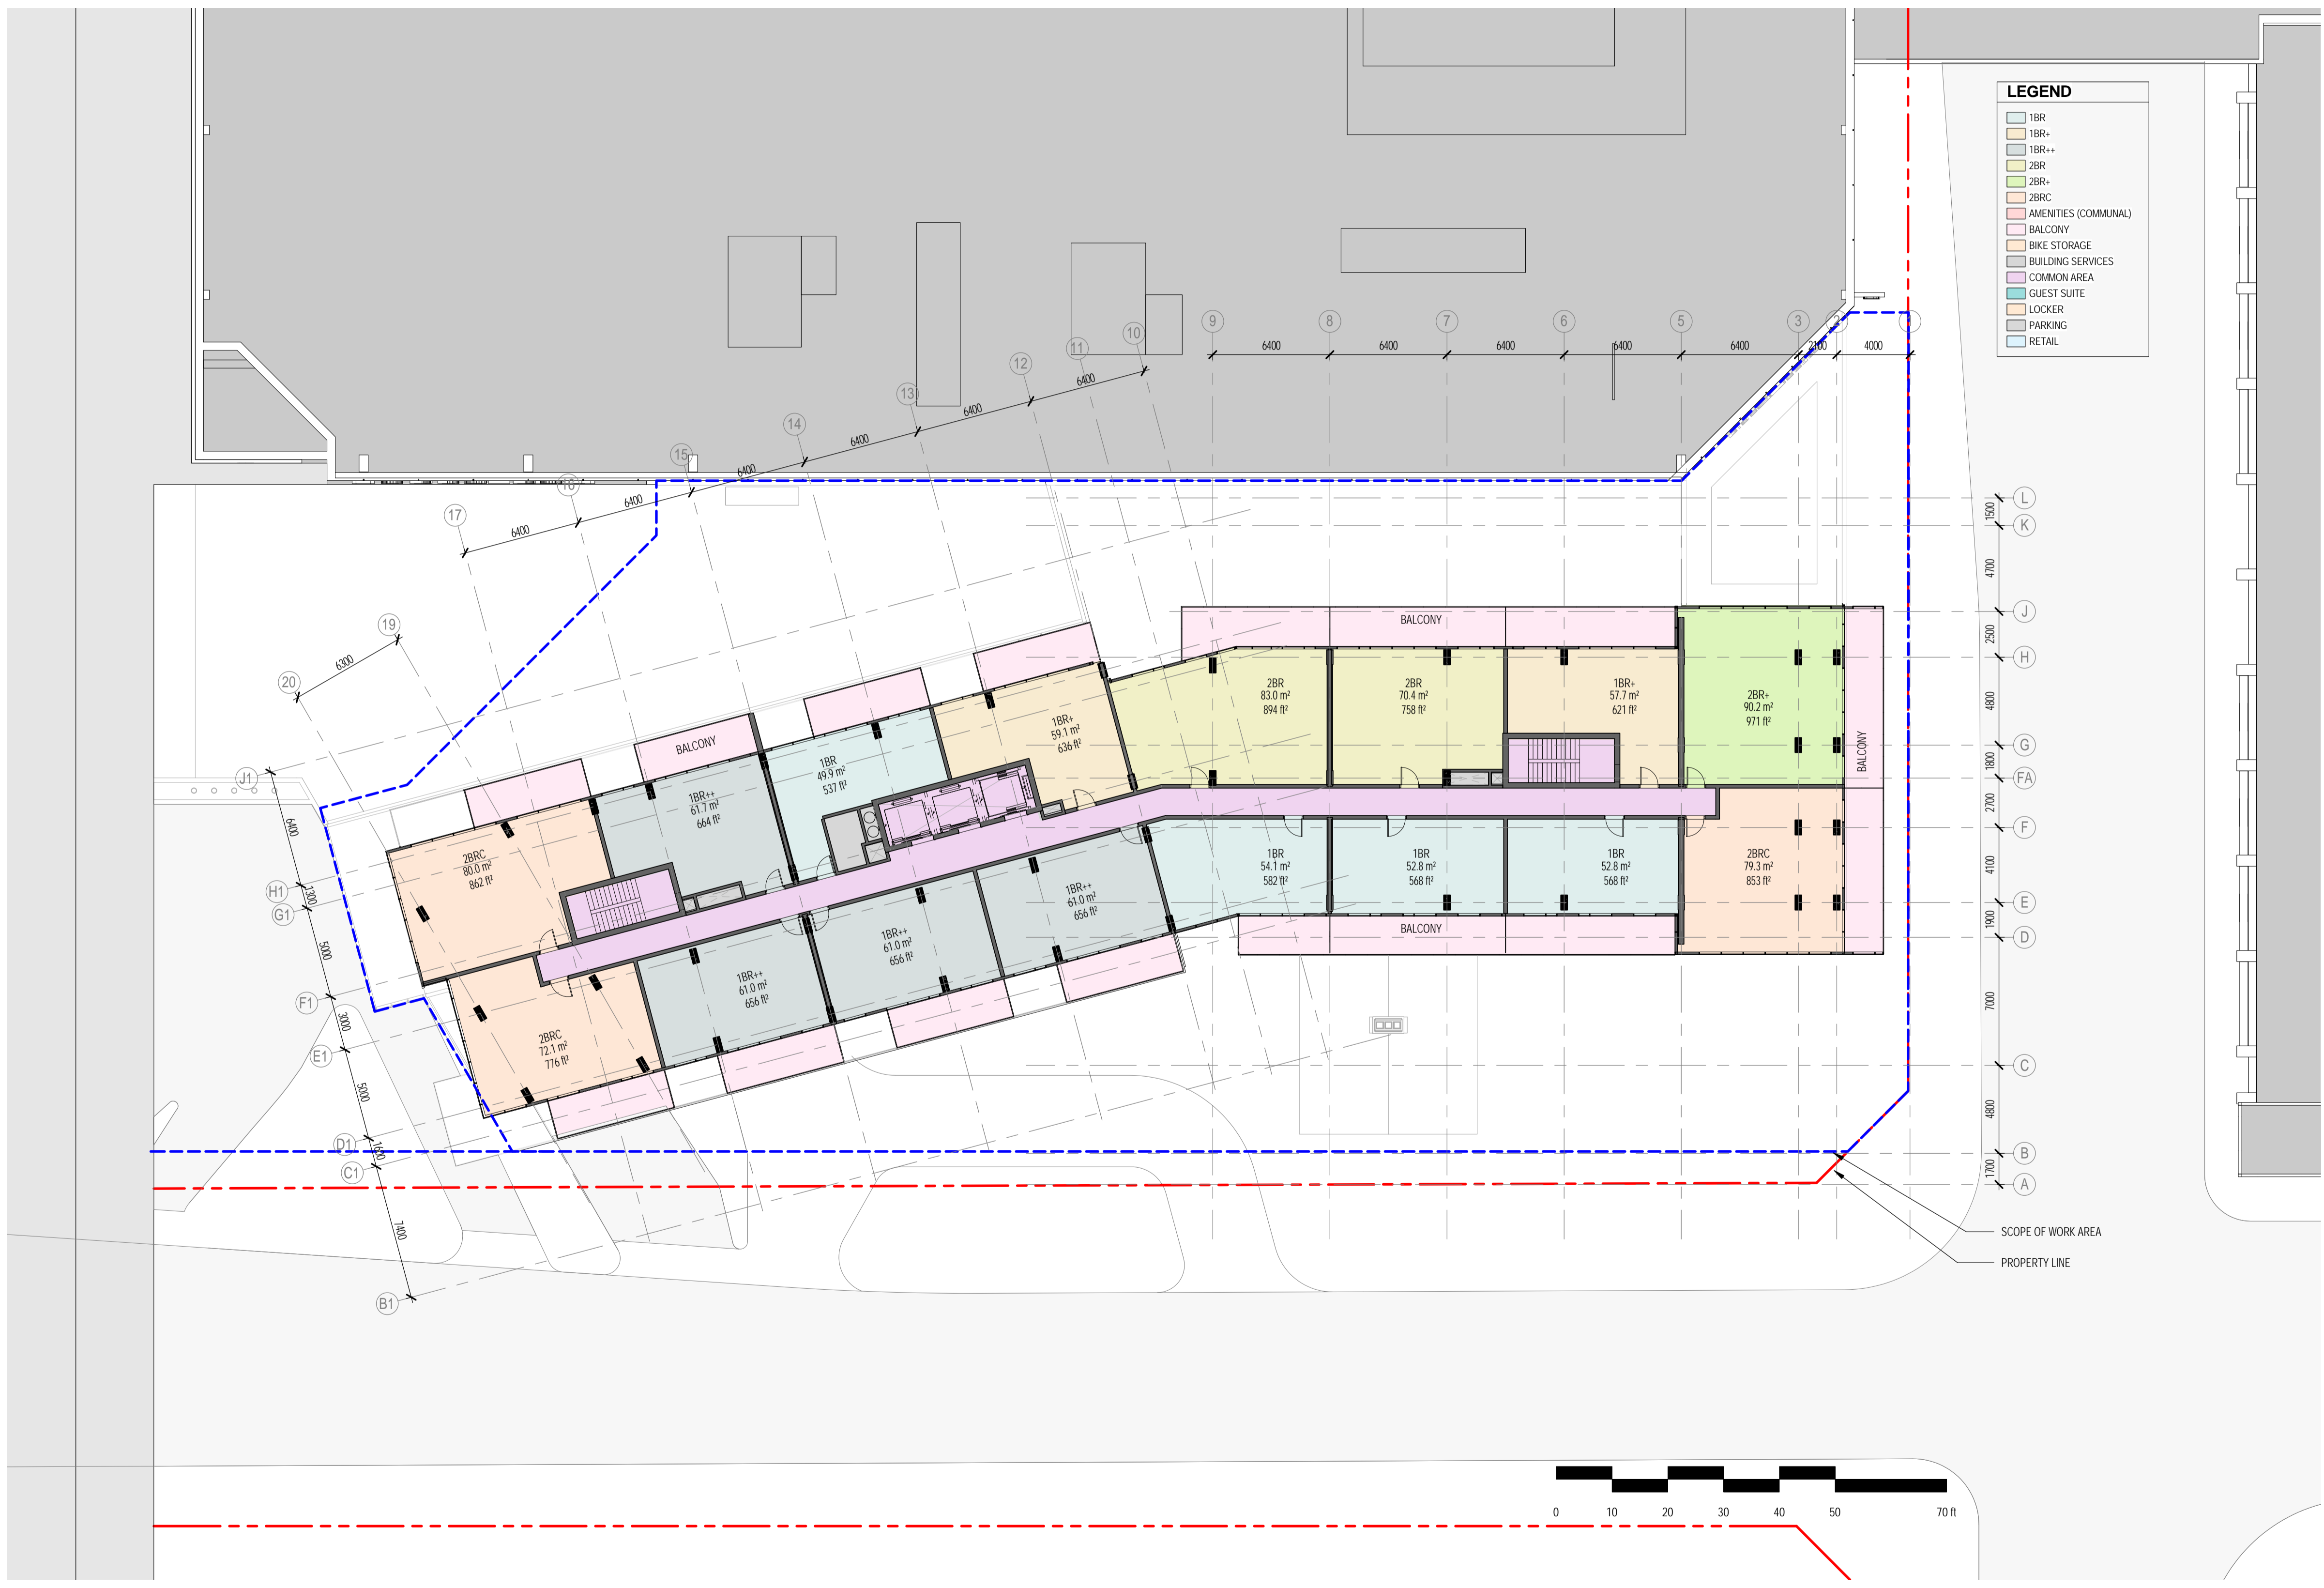 LEGEND
1BR
1BR+
1BR++
2BR
2BR+
2BRC
AMENITIES (COMMUNAL)
BALCONY
BIKE STORAGE
BUILDING SERVICES
COMMON AREA
GUEST SUITE
LOCKER
PARKING
RETAIL
9
8
7
6
5
3
2
6400
6400
6400
6400
6400
2100
4000
10
11
12
13
14
15
17
6400
6400
6400
6400
6400
6400
19
20
6300
L
K
J
H
G
FA
F
E
D
C
B
A
1500
4700
2500
4800
1800
2700
4100
1900
7000
4800
1700
J1
H1
G1
F1
E1
D1
C1
B1
6400
1300
5000
3000
5000
1600
7400
BALCONY
BALCONY
BALCONY
BALCONY
2BR
83.0 m²
894 ft²
2BR
70.4 m²
758 ft²
1BR+
57.7 m²
621 ft²
2BR+
90.2 m²
971 ft²
1BR+
59.1 m²
636 ft²
1BR
49.9 m²
537 ft²
1BR++
61.7 m²
664 ft²
2BRC
80.0 m²
862 ft²
1BR
54.1 m²
582 ft²
1BR
52.8 m²
568 ft²
1BR
52.8 m²
568 ft²
2BRC
79.3 m²
853 ft²
1BR++
61.0 m²
656 ft²
1BR++
61.0 m²
656 ft²
1BR++
61.0 m²
656 ft²
2BRC
72.1 m²
776 ft²
SCOPE OF WORK AREA
PROPERTY LINE
0 10 20 30 40 50 70 ft